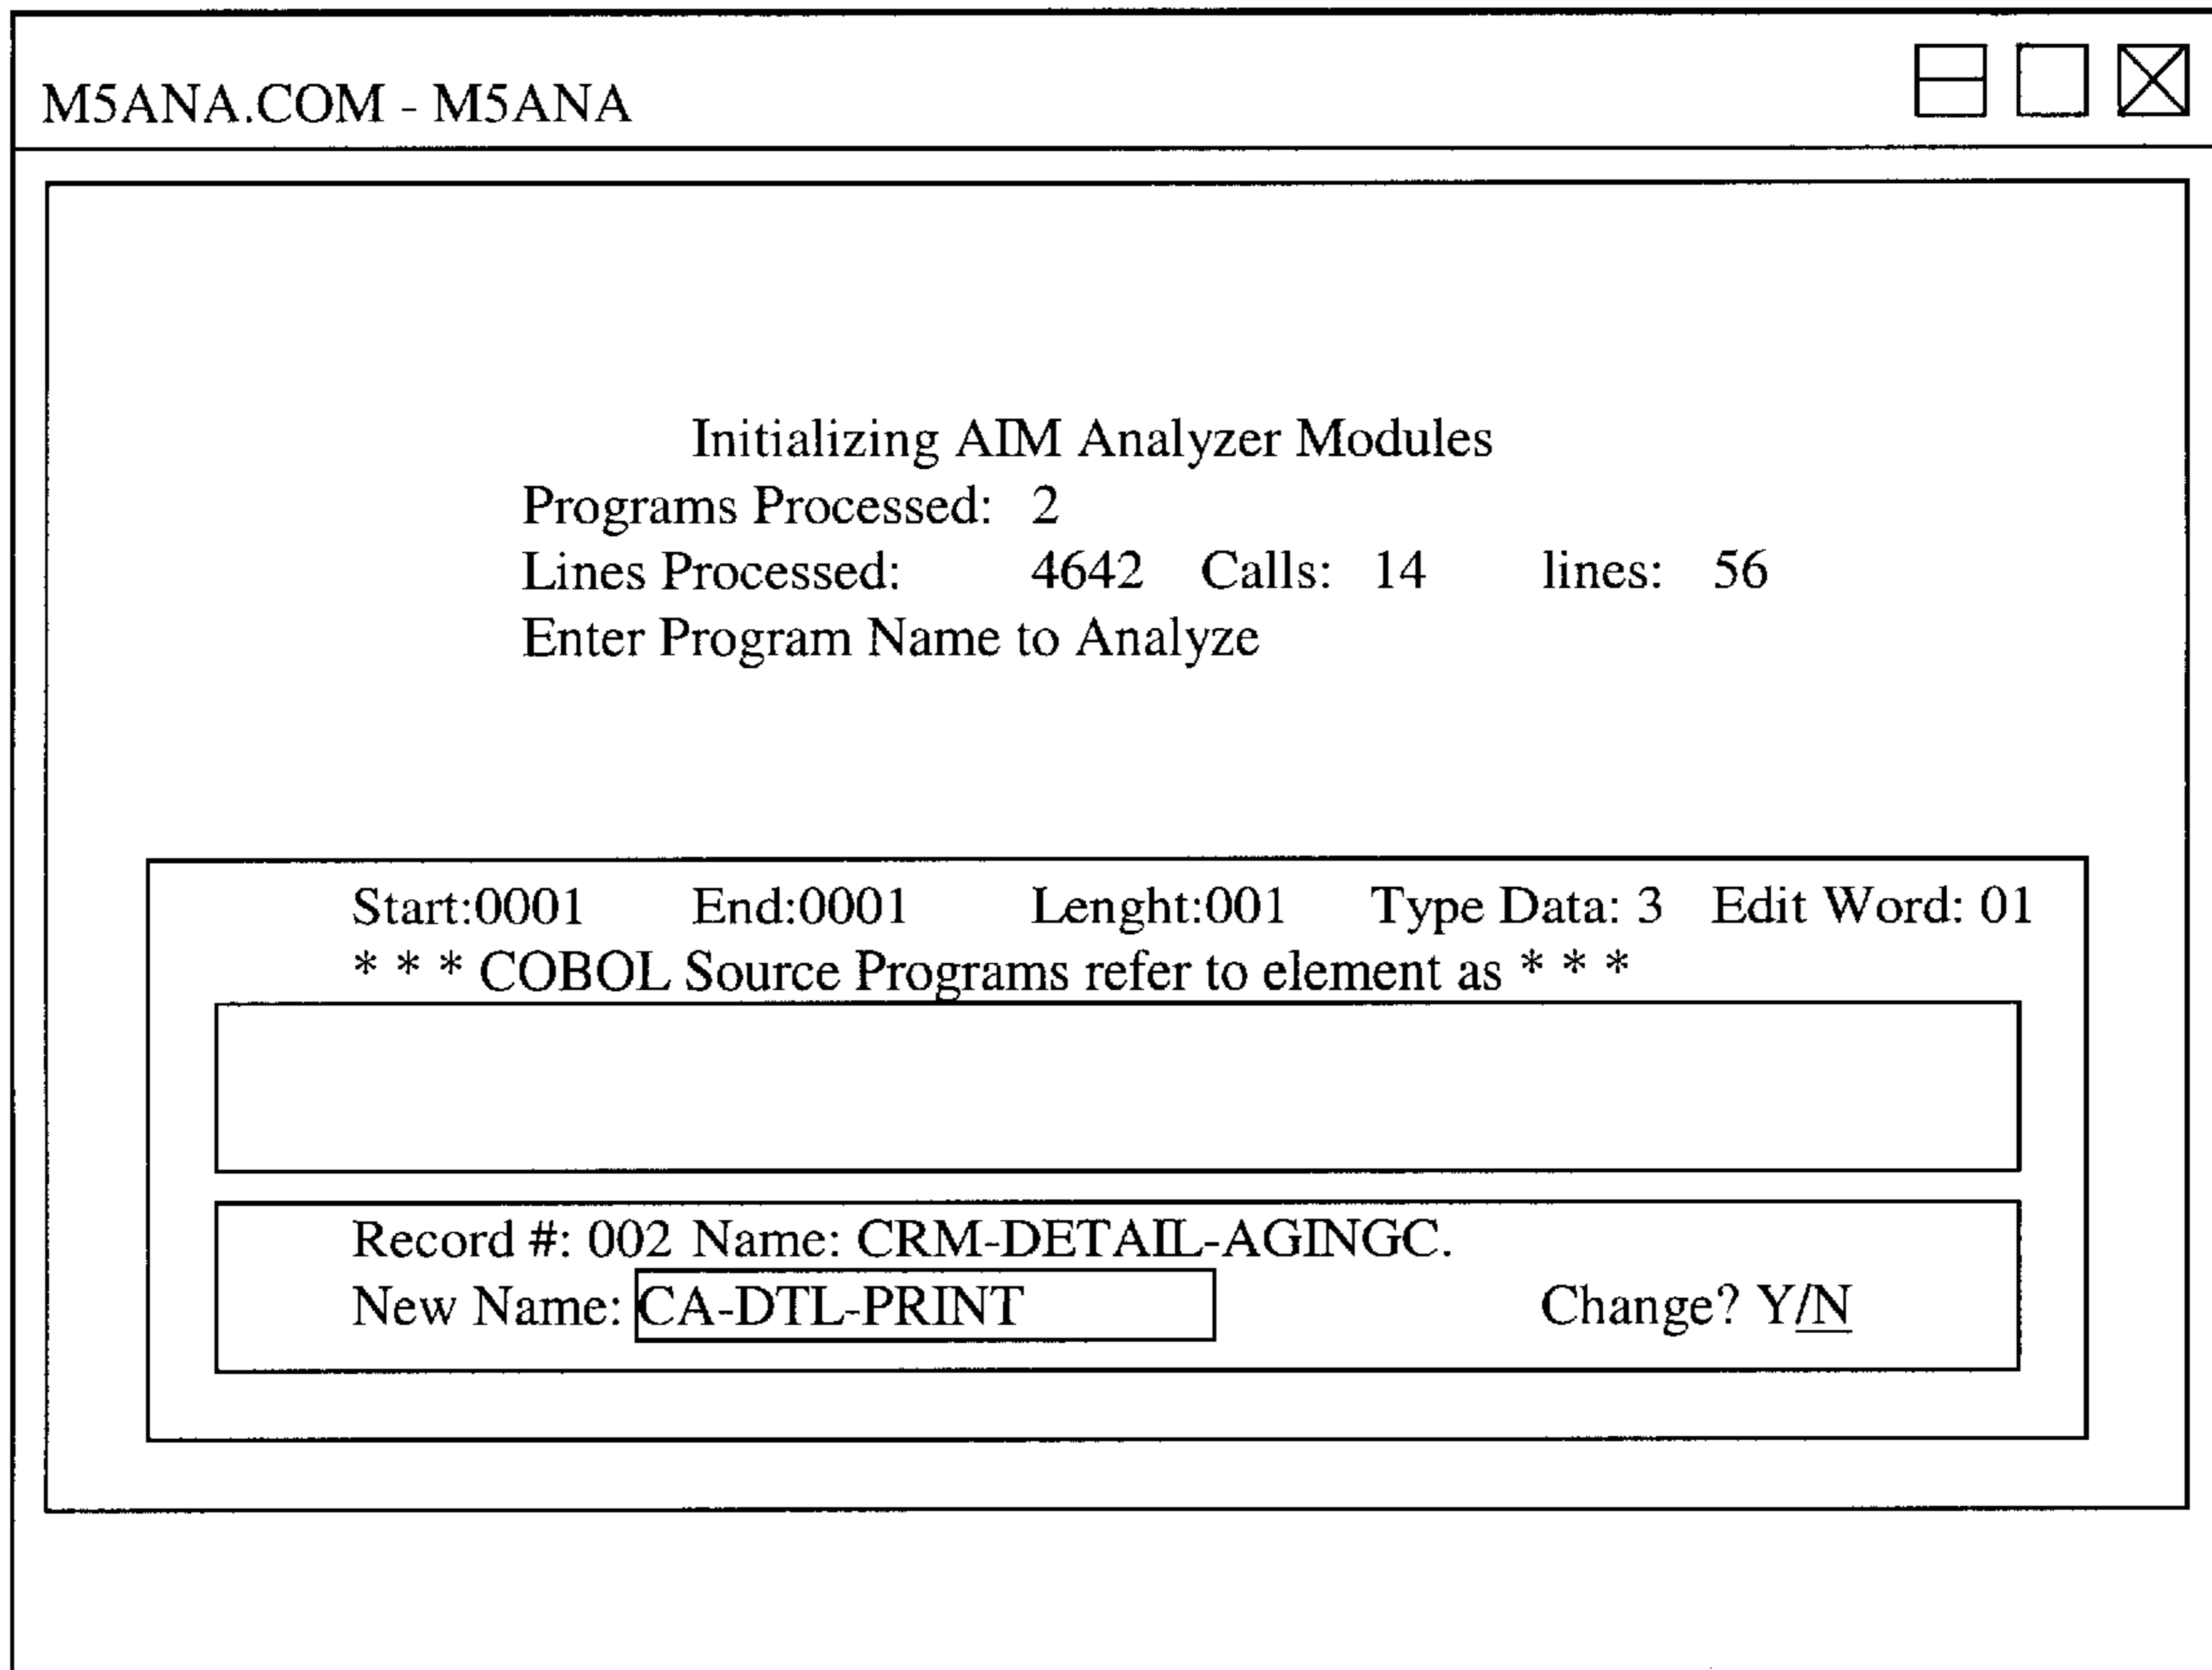 M5ANA.COM - M5ANA
Initializing AIM Analyzer Modules
Programs Processed: 2
Lines Processed: 4642 Calls: 14 lines: 56
Enter Program Name to Analyze
Start:0001 End:0001 Lenght:001 Type Data: 3 Edit Word: 01
* * * COBOL Source Programs refer to element as * * *
Record #: 002 Name: CRM-DETAIL-AGINGC.
New Name: CA-DTL-PRINT Change? Y/N